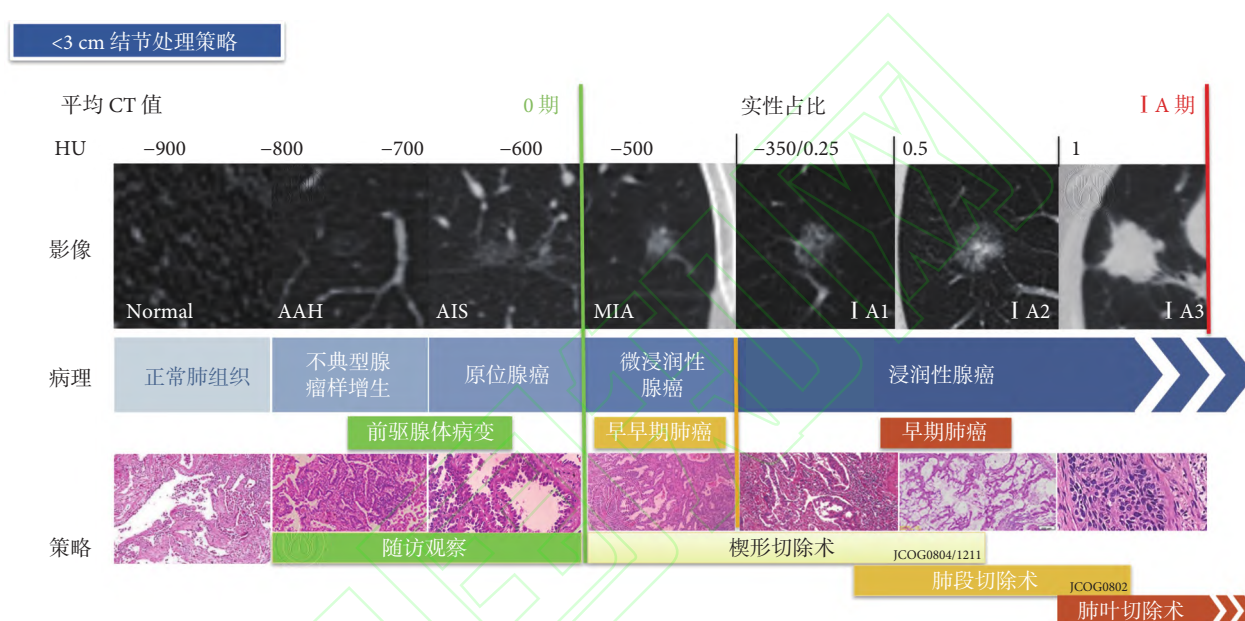 <3 cm 结节处理策略
平均 CT 值
0 期
实性占比
Ⅰ A 期
HU
−900
−800
−700
−600
−500
−350/0.25
0.5
1
影像
Normal
AAH
AIS
MIA
Ⅰ A1
Ⅰ A2
Ⅰ A3
病理
正常肺组织
不典型腺
瘤样增生
原位腺癌
微浸润性
腺癌
浸润性腺癌
前驱腺体病变
早早期肺癌
早期肺癌
策略
随访观察
楔形切除术
JCOG0804/1211
肺段切除术
JCOG0802
肺叶切除术